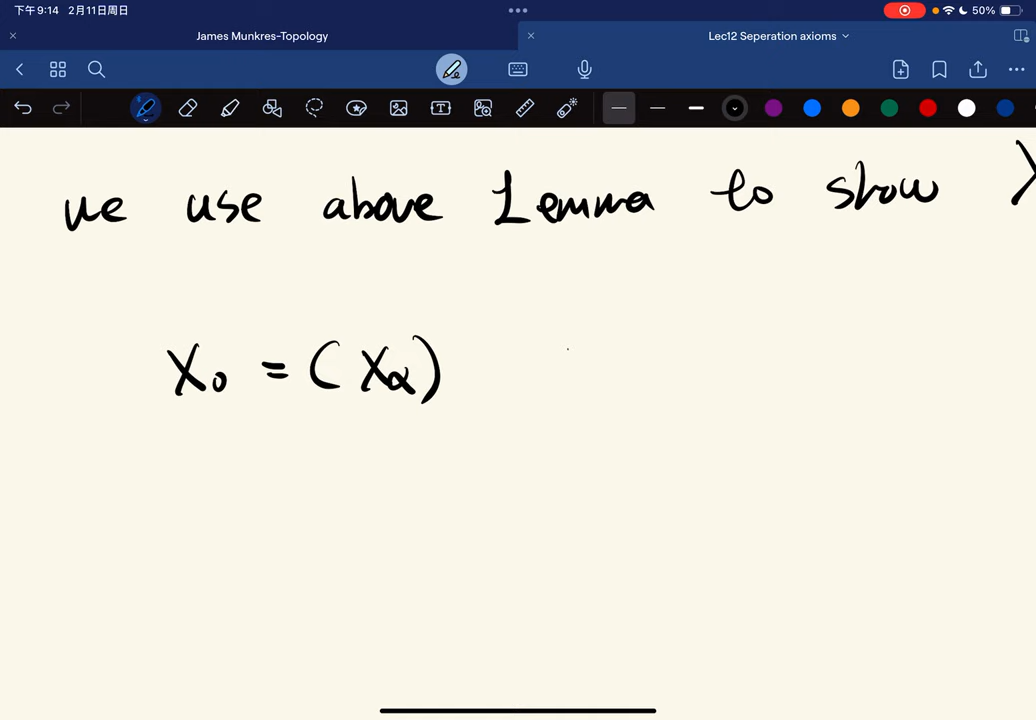 下午9:14 2月11日周日
50%
James Munkres-Topology
Lec12 Seperation axioms
we use above Lemma to show X
X₀ = (Xα)